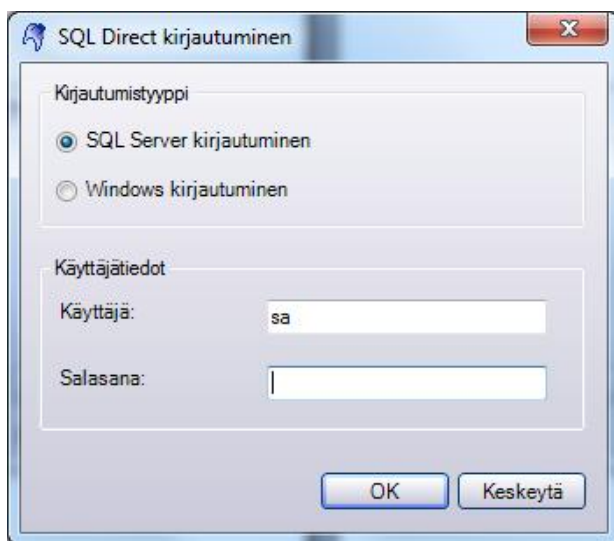 SQL Direct kirjautuminen
Kirjautumistyyppi
SQL Server kirjautuminen
Windows kirjautuminen
Käyttäjätiedot
Käyttäjä: sa
Salasana:
OK Keskeytä